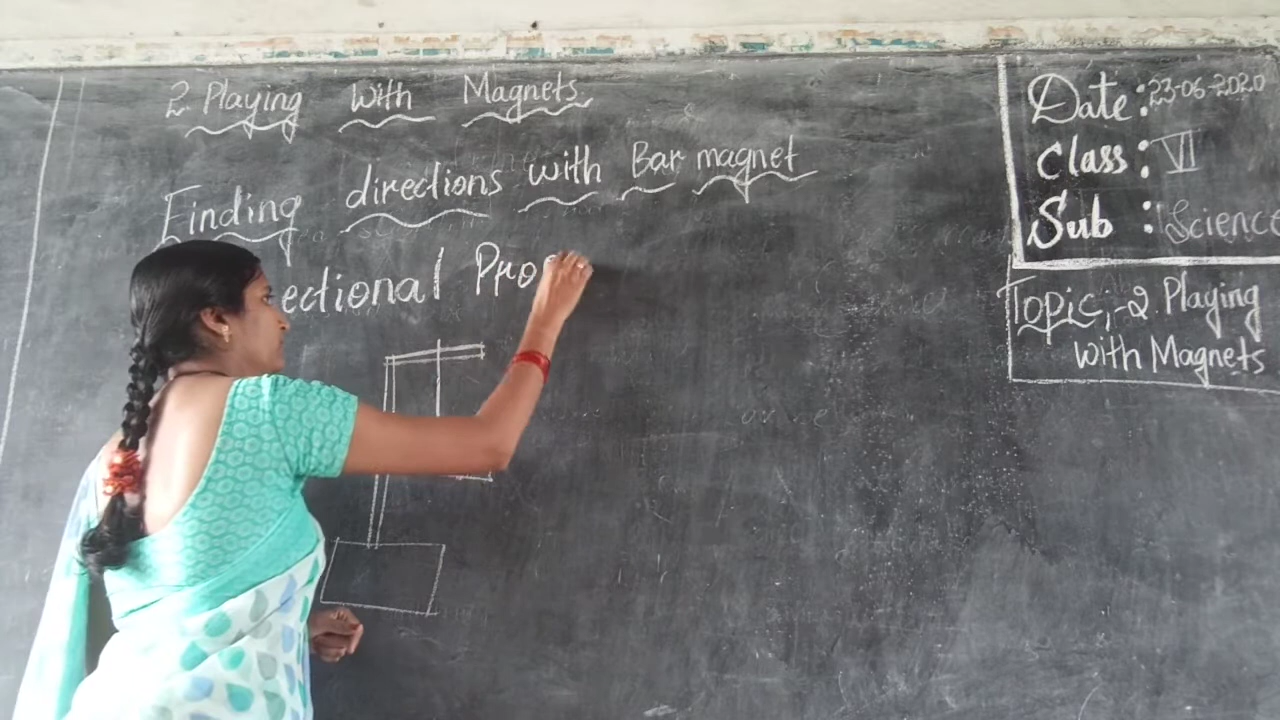 2. Playing With Magnets
Finding directions with Bar magnet
ectional Pro
Date : 23-06-2020
Class : VI
Sub : Science
Topic :- 2. Playing
with Magnets